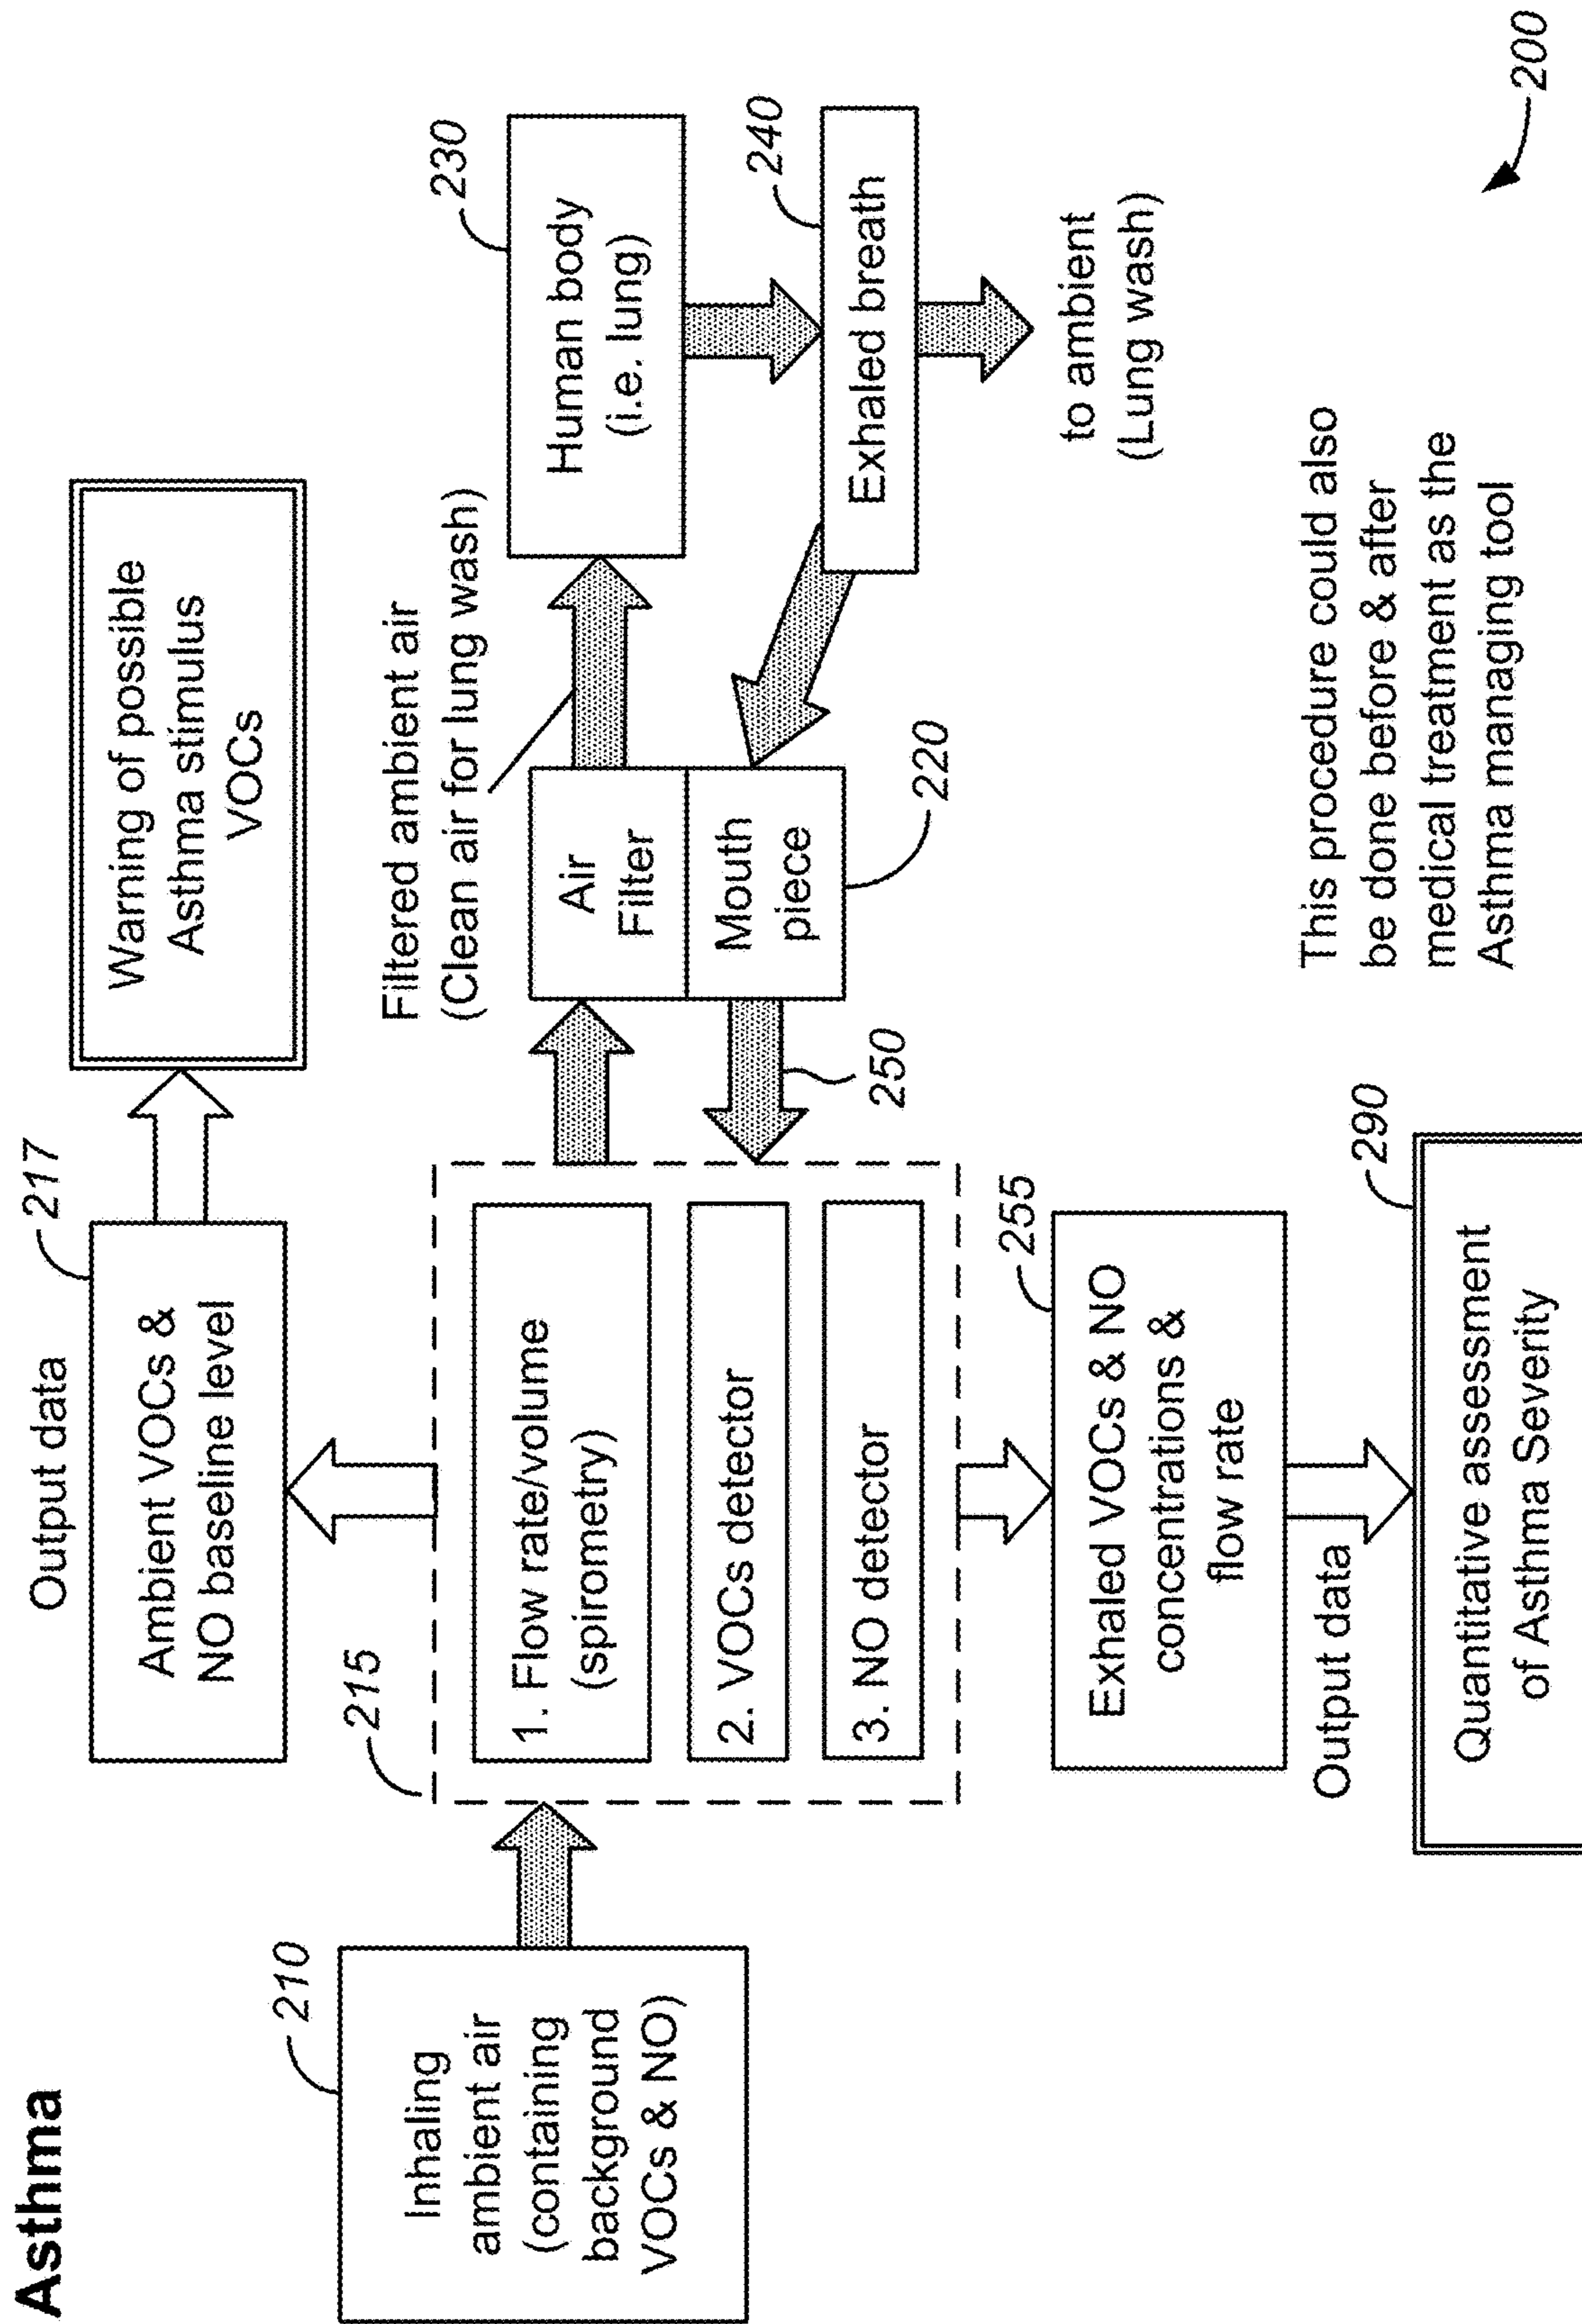 Asthma
Output data
217
Ambient VOCs &
NO baseline level
Warning of possible
Asthma stimulus
VOCs
210
Inhaling
ambient air
(containing
background
VOCs & NO)
215
1. Flow rate/volume
(spirometry)
2. VOCs detector
3. NO detector
Filtered ambient air
(Clean air for lung wash)
Air
Filter
Mouth
piece
220
250
230
Human body
(i.e. lung)
240
Exhaled breath
to ambient
(Lung wash)
255
Exhaled VOCs & NO
concentrations &
flow rate
Output data
290
Quantitative assessment
of Asthma Severity
This procedure could also
be done before & after
medical treatment as the
Asthma managing tool
200